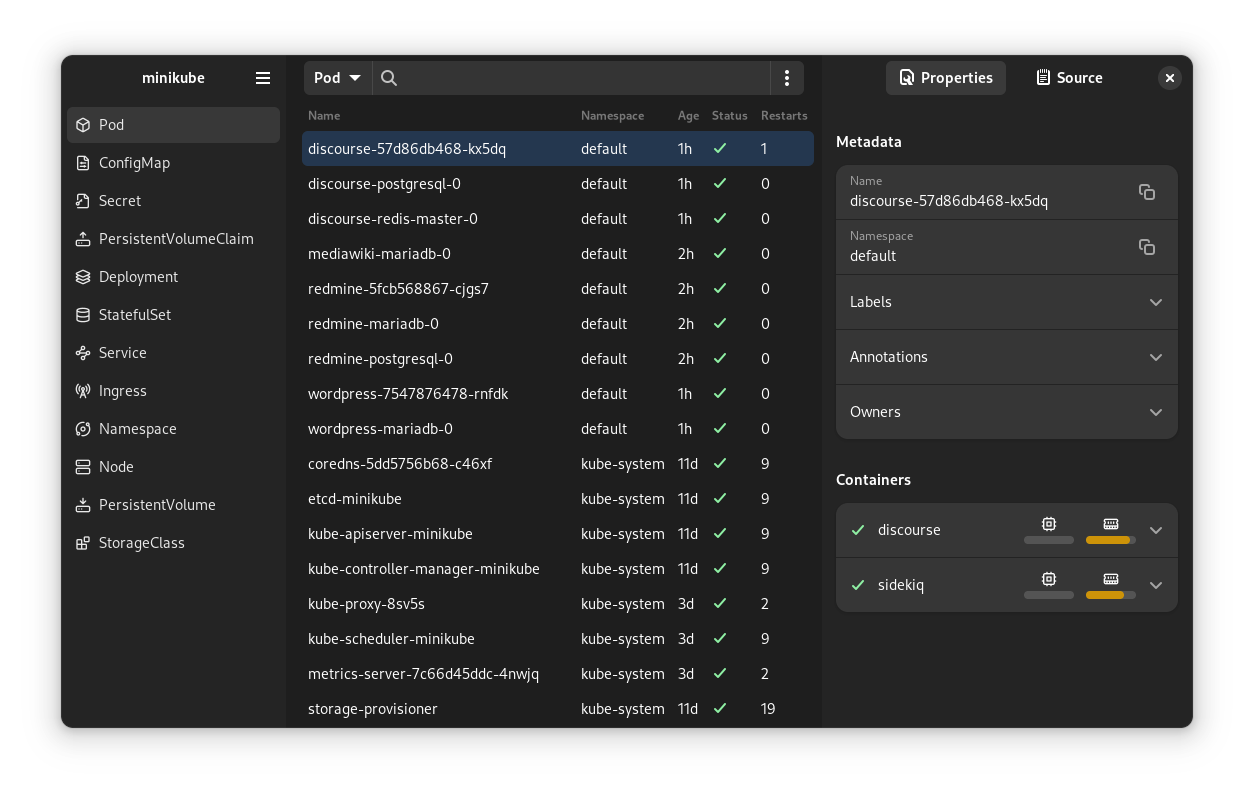 minikube
Pod
ConfigMap
Secret
PersistentVolumeClaim
Deployment
StatefulSet
Service
Ingress
Namespace
Node
PersistentVolume
StorageClass
Pod
Name Namespace Age Status Restarts
discourse-57d86db468-kx5dq default 1h 1
discourse-postgresql-0 default 1h 0
discourse-redis-master-0 default 1h 0
mediawiki-mariadb-0 default 2h 0
redmine-5fcb568867-cjgs7 default 2h 0
redmine-mariadb-0 default 2h 0
redmine-postgresql-0 default 2h 0
wordpress-7547876478-rnfdk default 1h 0
wordpress-mariadb-0 default 1h 0
coredns-5dd5756b68-c46xf kube-system 11d 9
etcd-minikube kube-system 11d 9
kube-apiserver-minikube kube-system 11d 9
kube-controller-manager-minikube kube-system 11d 9
kube-proxy-8sv5s kube-system 3d 2
kube-scheduler-minikube kube-system 3d 9
metrics-server-7c66d45ddc-4nwjq kube-system 3d 2
storage-provisioner kube-system 11d 19
Properties Source
Metadata
Name
discourse-57d86db468-kx5dq
Namespace
default
Labels
Annotations
Owners
Containers
discourse
sidekiq